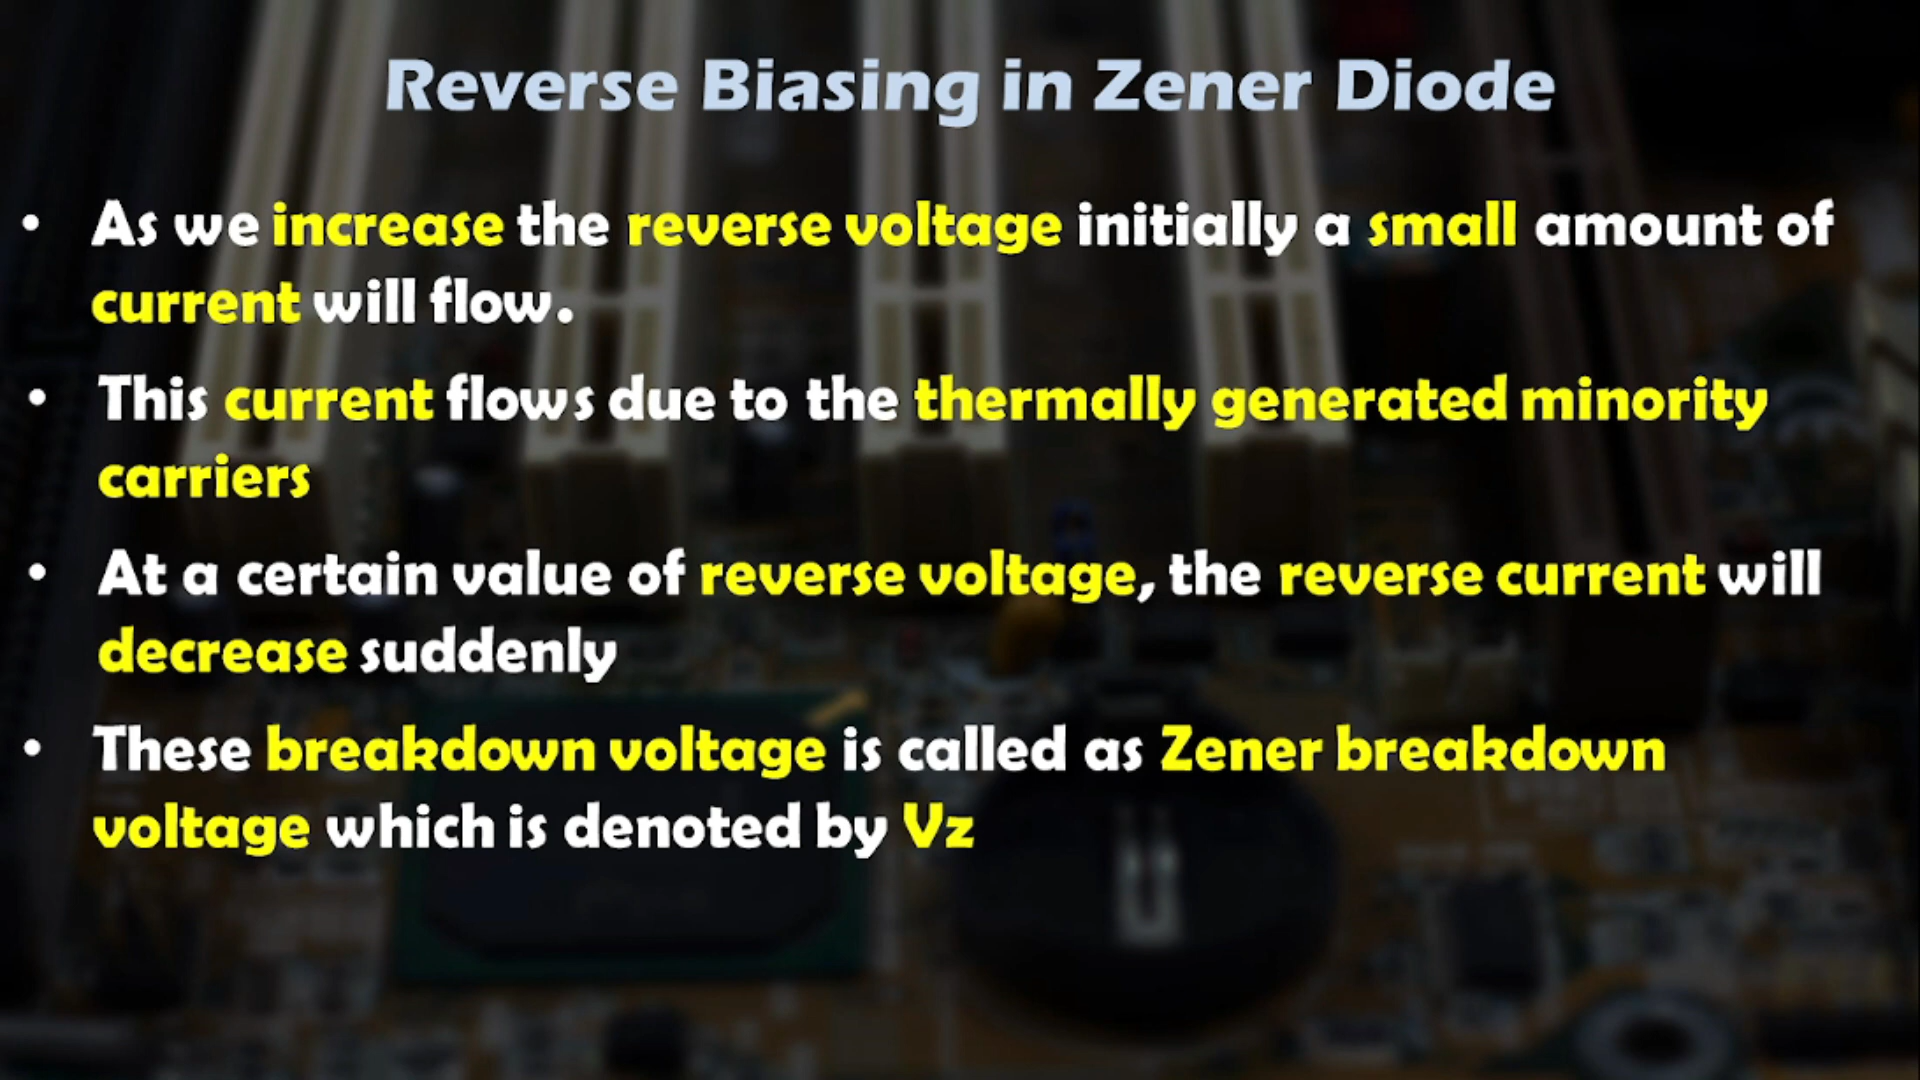 Reverse Biasing in Zener Diode
• As we increase the reverse voltage initially a small amount of
current will flow.
• This current flows due to the thermally generated minority
carriers
• At a certain value of reverse voltage, the reverse current will
decrease suddenly
• These breakdown voltage is called as Zener breakdown
voltage which is denoted by Vz